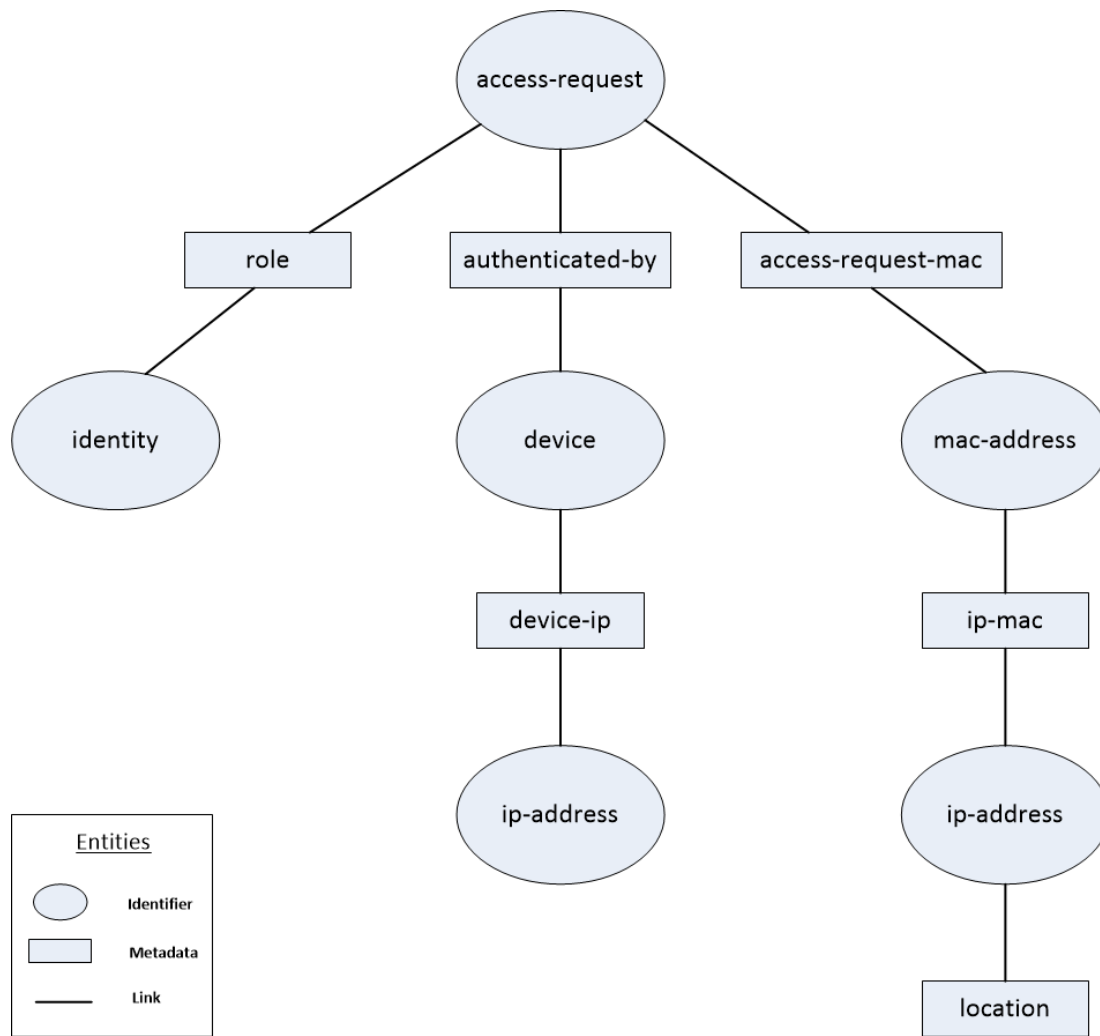 access-request
role
authenticated-by
access-request-mac
identity
device
mac-address
device-ip
ip-mac
ip-address
ip-address
location
Entities
Identifier
Metadada
Link